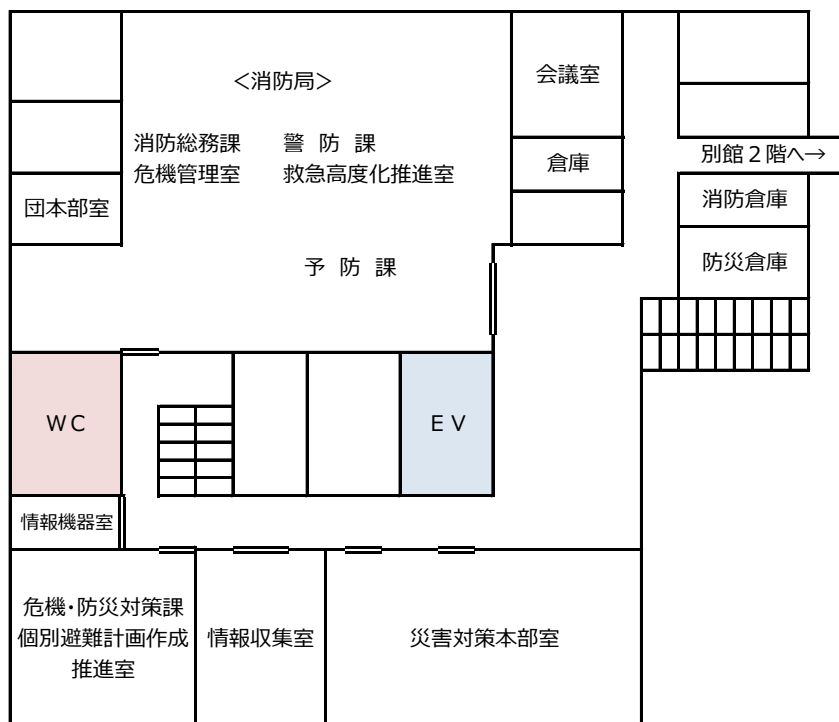 ＜消防局＞
会議室
消防総務課　警 防 課
別館２階へ→
危機管理室　救急高度化推進室
倉庫
団本部室
消防倉庫
予 防 課
防災倉庫
ＷＣ
ＥＶ
情報機器室
危機・防災対策課
個別避難計画作成
推進室
情報収集室
災害対策本部室